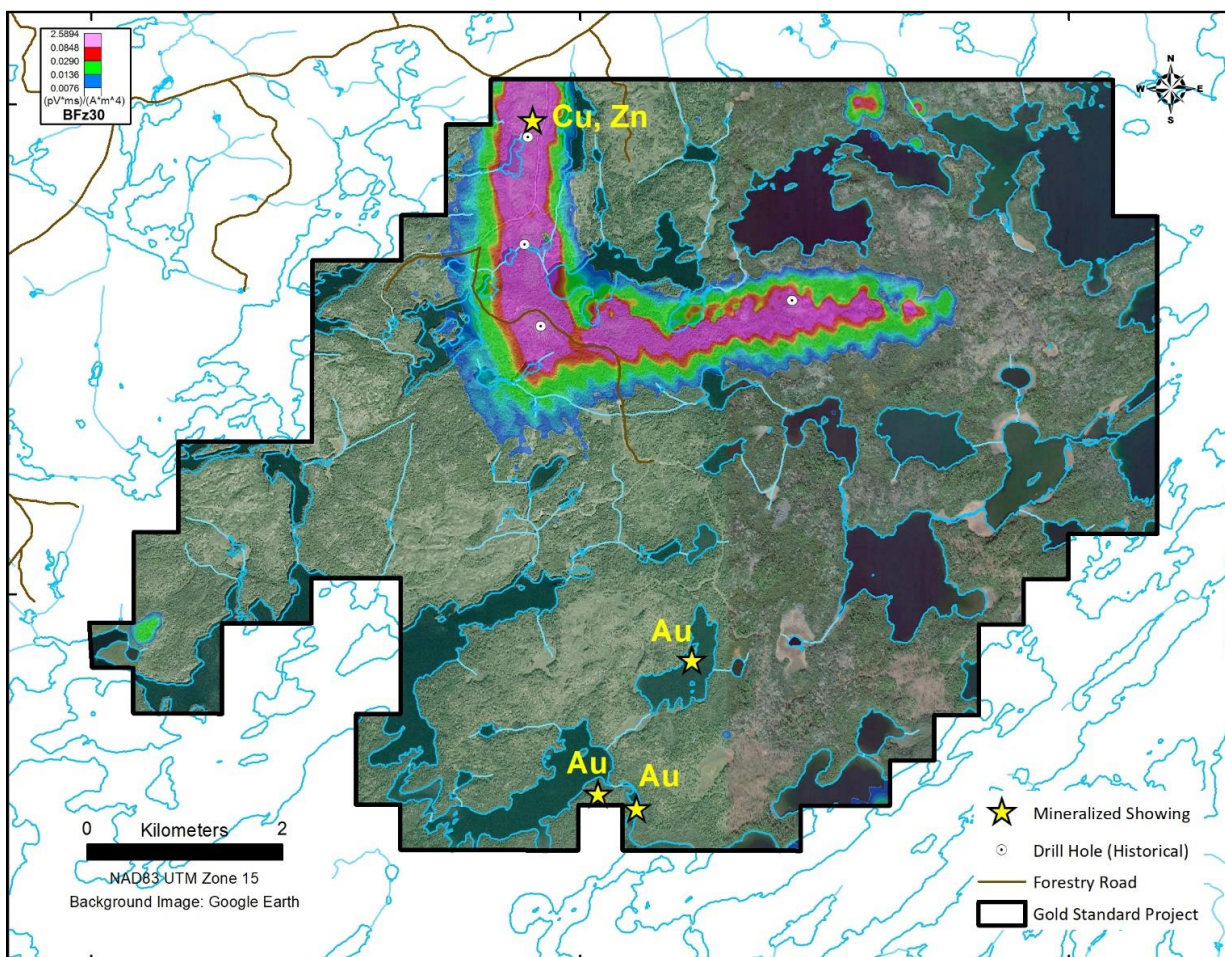 2.5894
0.0848
0.0290
0.0136
0.0076
(pV*ms)/(A*m^4)
BFz30
N
W E
S
Cu, Zn
Au
Au Au
0 Kilometers 2
NAD83 UTM Zone 15
Background Image: Google Earth
Mineralized Showing
Drill Hole (Historical)
Forestry Road
Gold Standard Project